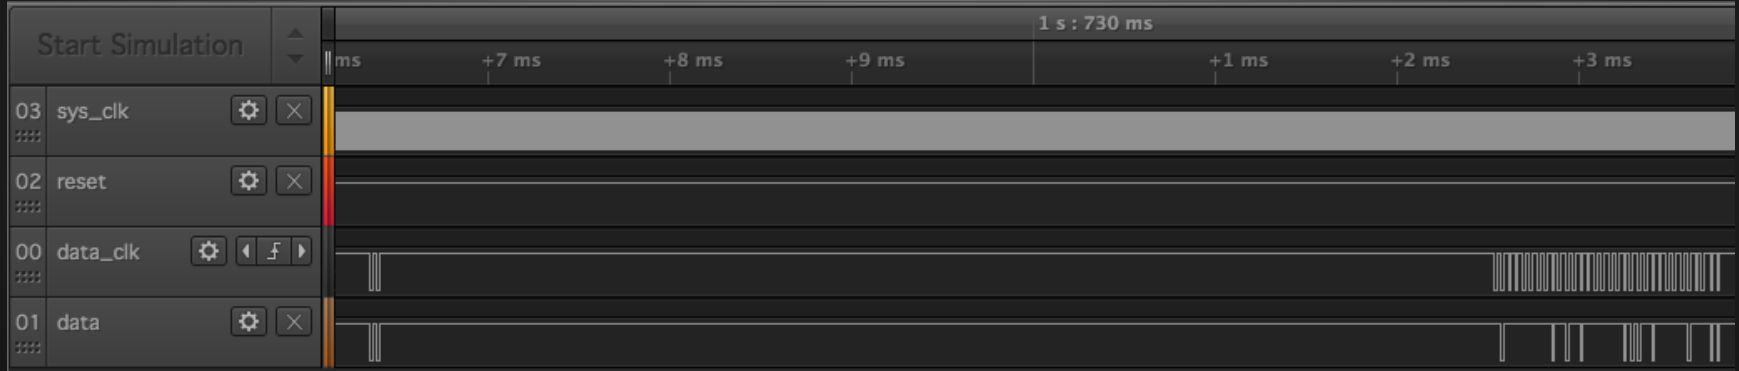 Start Simulation
1 s : 730 ms
ms +7 ms +8 ms +9 ms +1 ms +2 ms +3 ms
03 sys_clk
02 reset
00 data_clk
01 data